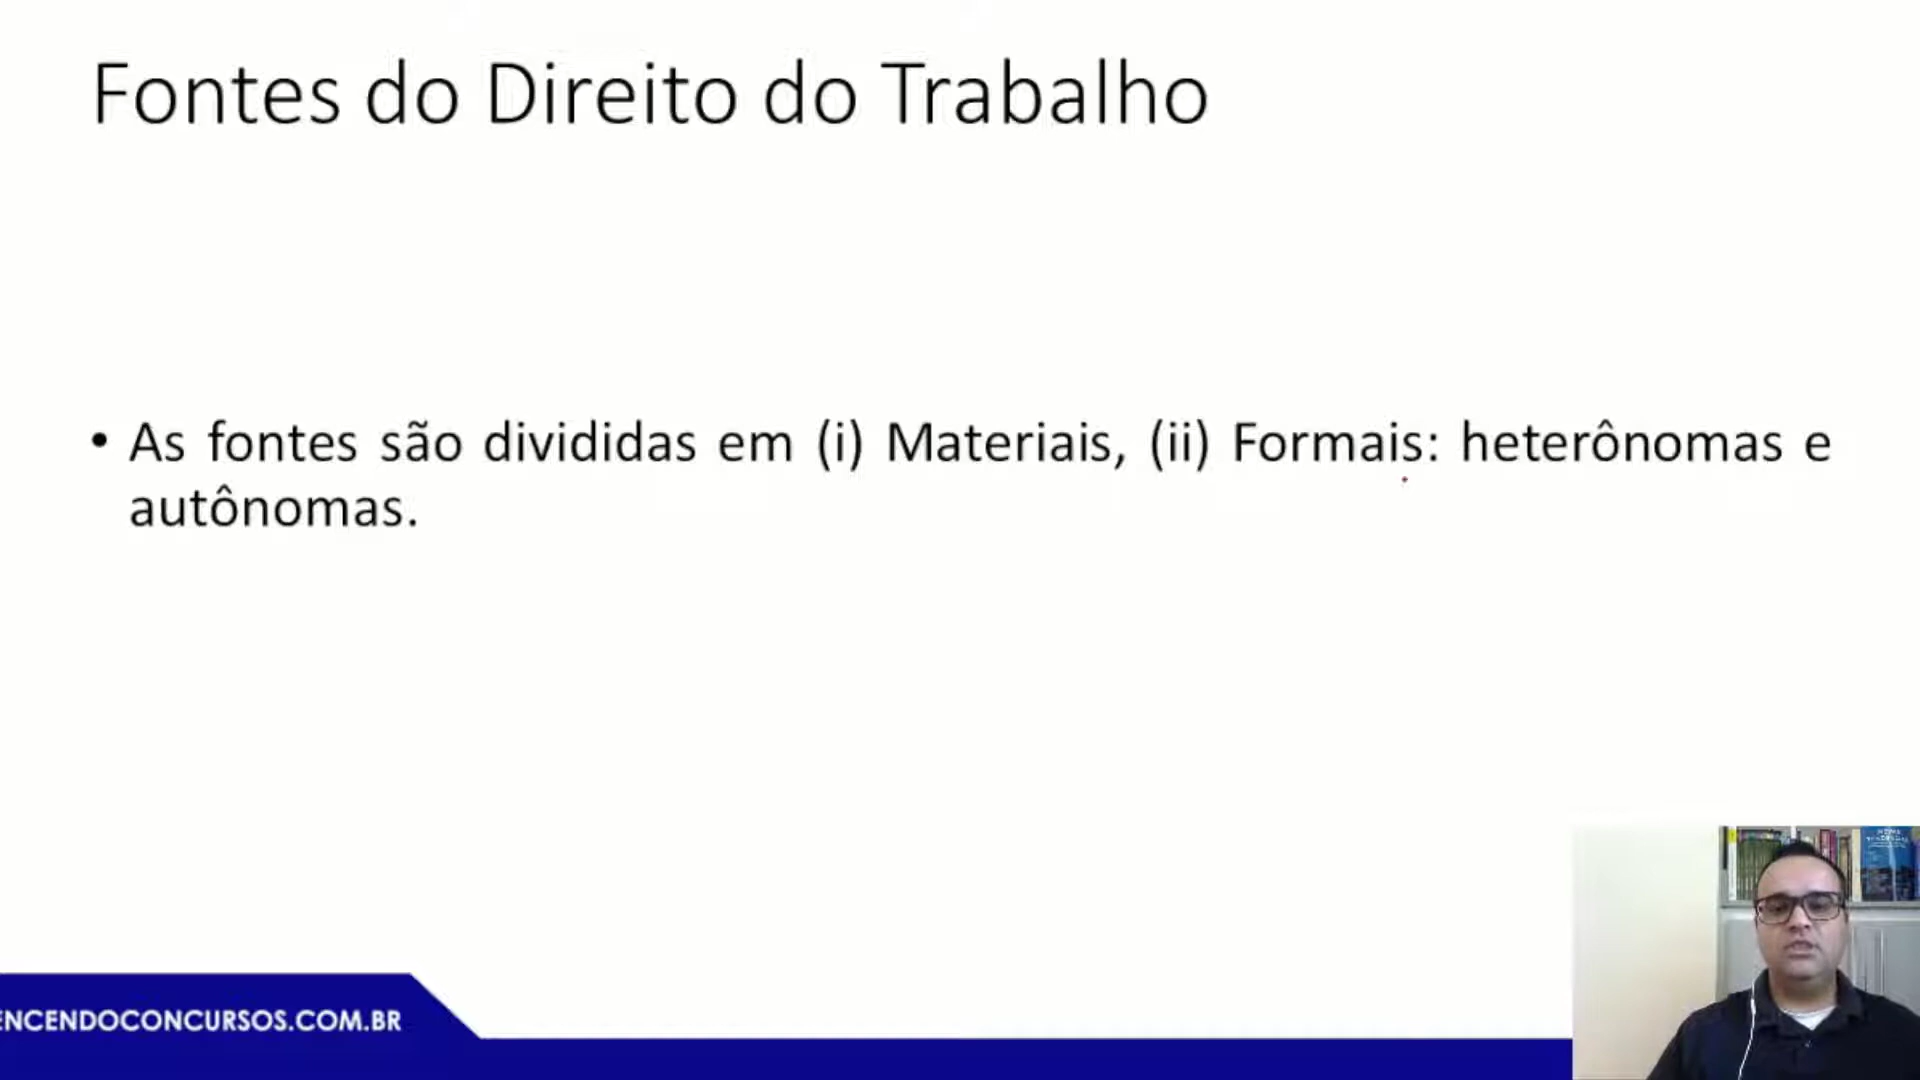 Fontes do Direito do Trabalho
• As fontes são divididas em (i) Materiais, (ii) Formais: heterônomas e
autônomas.
ENCENDOCONCURSOS.COM.BR